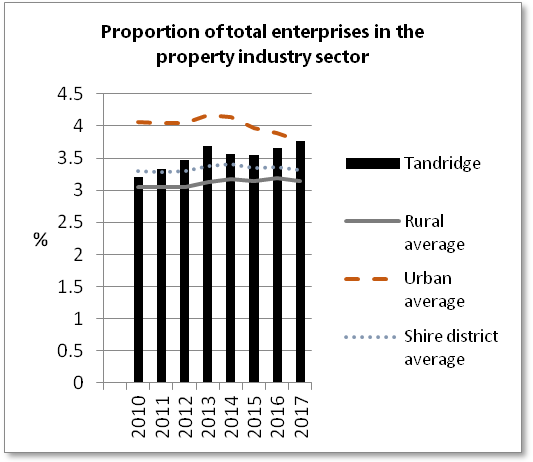 Proportion of total enterprises in the
property industry sector
4.5
4
3.5
3
2.5
2
1.5
1
0.5
0
%
2010
2011
2012
2013
2014
2015
2016
2017
Tandridge
Rural
average
Urban
average
Shire district
average